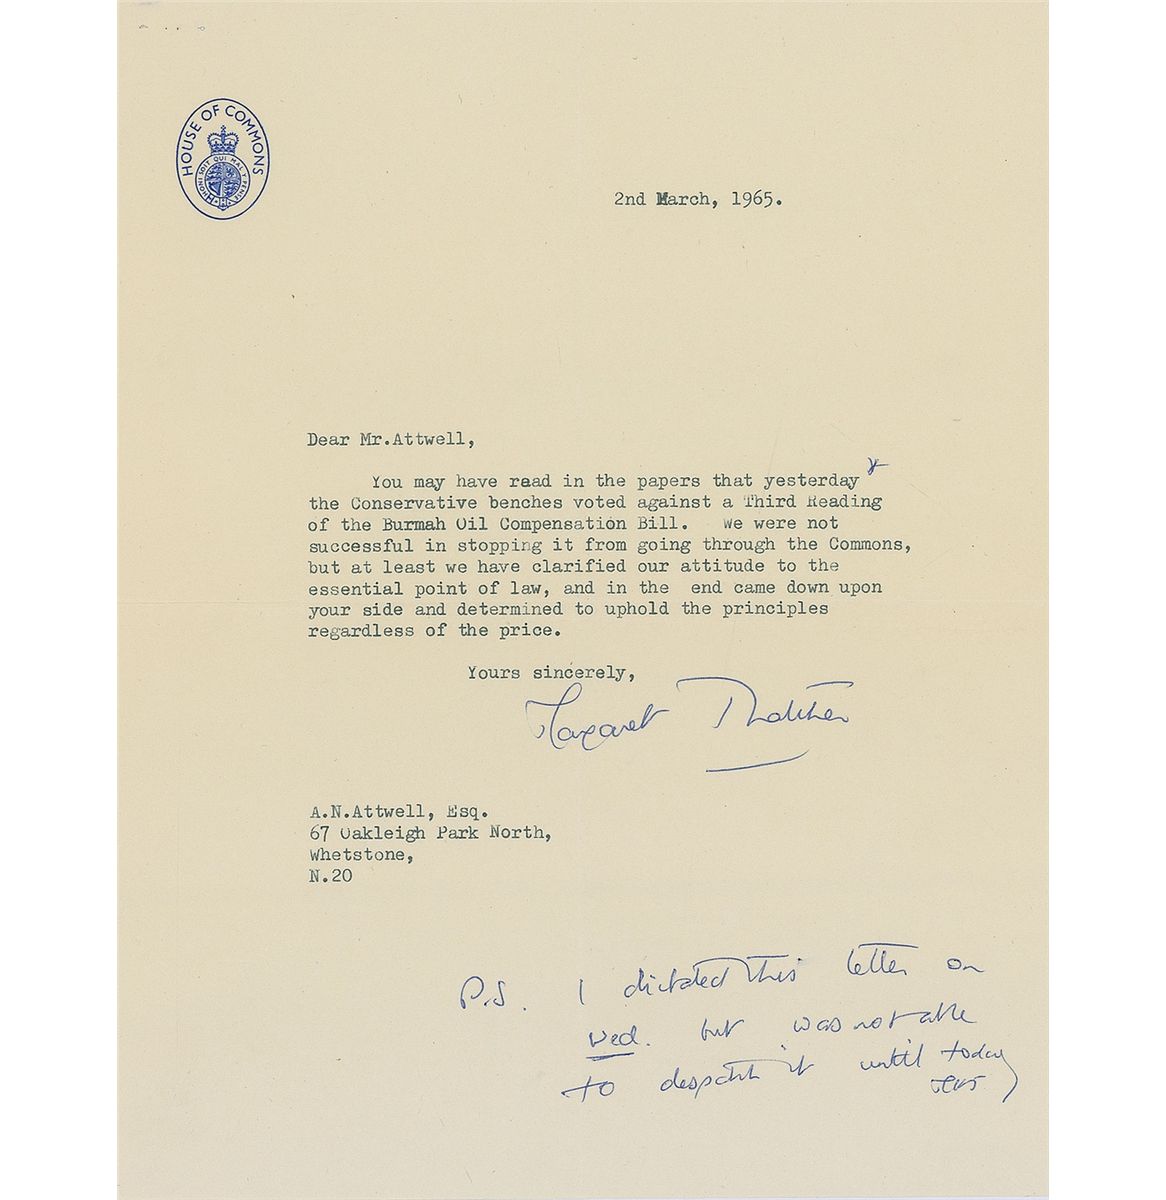 HOUSE OF COMMONS
HONI SOIT QUI MAL Y PENSE
2nd March, 1965.
Dear Mr.Attwell,
You may have read in the papers that yesterday
the Conservative benches voted against a Third Reading
of the Burmah Oil Compensation Bill. We were not
successful in stopping it from going through the Commons,
but at least we have clarified our attitude to the
essential point of law, and in the end came down upon
your side and determined to uphold the principles
regardless of the price.
Yours sincerely,
Margaret Thatcher
A.N.Attwell, Esq.
67 Oakleigh Park North,
Whetstone,
N.20
P.S. I dictated this letter on
Wed. but was not able
to despatch it until today